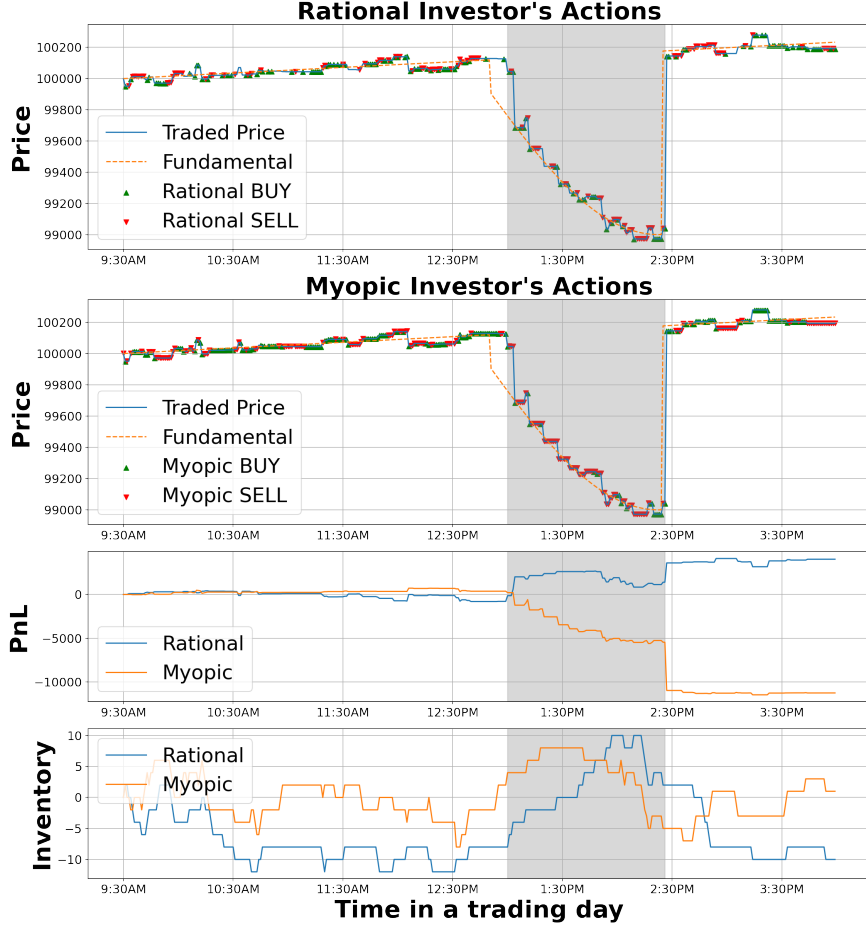 Rational Investor's Actions
Price
100200
100000
99800
99600
99400
99200
99000
Traded Price
Fundamental
Rational BUY
Rational SELL
9:30AM 10:30AM 11:30AM 12:30PM 1:30PM 2:30PM 3:30PM
Myopic Investor's Actions
Price
100200
100000
99800
99600
99400
99200
99000
Traded Price
Fundamental
Myopic BUY
Myopic SELL
9:30AM 10:30AM 11:30AM 12:30PM 1:30PM 2:30PM 3:30PM
PnL
0
−5000
−10000
Rational
Myopic
9:30AM 10:30AM 11:30AM 12:30PM 1:30PM 2:30PM 3:30PM
Inventory
10
5
0
−5
−10
Rational
Myopic
9:30AM 10:30AM 11:30AM 12:30PM 1:30PM 2:30PM 3:30PM
Time in a trading day